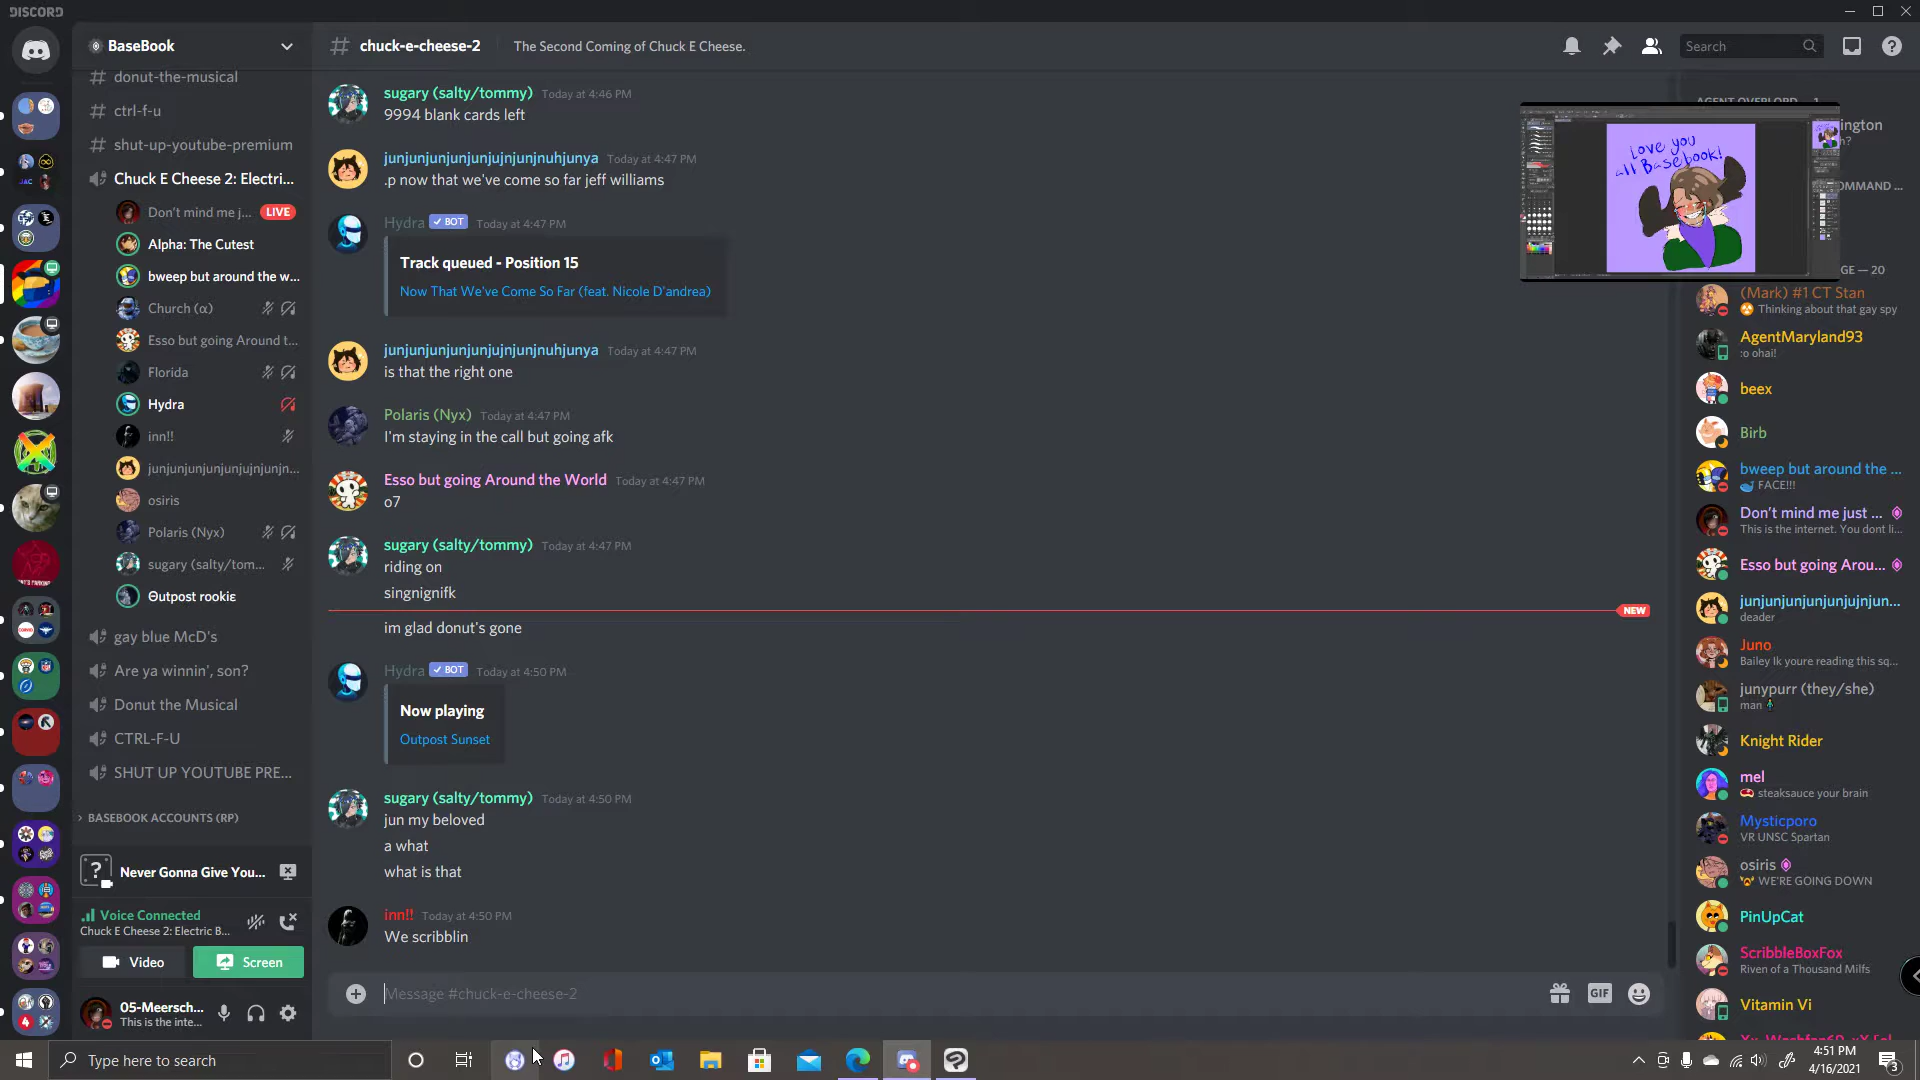 DISCORD
BaseBook
donut-the-musical
ctrl-f-u
shut-up-youtube-premium
Chuck E Cheese 2: Electri...
Don't mind me j... LIVE
Alpha: The Cutest
bweep but around the w...
Church (α)
Esso but going Around t...
Florida
Hydra
inn!!
junjunjunjunjunjujnjunjn...
osiris
Polaris (Nyx)
sugary (salty/tom...
Ѳutpost rookiɛ
gay blue McD's
Are ya winnin', son?
Donut the Musical
CTRL-F-U
SHUT UP YOUTUBE PRE...
BASEBOOK ACCOUNTS (RP)
Never Gonna Give You...
Voice Connected
Chuck E Cheese 2: Electric B...
Video Screen
05-Meersch...
This is the inte...
chuck-e-cheese-2 The Second Coming of Chuck E Cheese.
Search
sugary (salty/tommy) Today at 4:46 PM
9994 blank cards left
junjunjunjunjunjujnjunjnuhjunya Today at 4:47 PM
.p now that we've come so far jeff williams
Hydra BOT Today at 4:47 PM
Track queued - Position 15
Now That We've Come So Far (feat. Nicole D'andrea)
junjunjunjunjunjujnjunjnuhjunya Today at 4:47 PM
is that the right one
Polaris (Nyx) Today at 4:47 PM
I'm staying in the call but going afk
Esso but going Around the World Today at 4:47 PM
o7
sugary (salty/tommy) Today at 4:47 PM
riding on
singnignifk
NEW
im glad donut's gone
Hydra BOT Today at 4:50 PM
Now playing
Outpost Sunset
sugary (salty/tommy) Today at 4:50 PM
jun my beloved
a what
what is that
inn!! Today at 4:50 PM
We scribblin
Message #chuck-e-cheese-2
GIF
Love you
all Basebook!
ington
OMMAND ...
GE — 20
(Mark) #1 CT Stan
Thinking about that gay spy
AgentMaryland93
:o ohai!
beex
Birb
bweep but around the ...
FACE!!!
Don't mind me just ...
This is the internet. You dont li...
Esso but going Arou...
junjunjunjunjunjujnjun...
deader
Juno
Bailey Ik youre reading this sq...
junypurr (they/she)
man
Knight Rider
mel
steaksauce your brain
Mysticporo
VR UNSC Spartan
osiris
WE'RE GOING DOWN
PinUpCat
ScribbleBoxFox
Riven of a Thousand Milfs
Vitamin Vi
Type here to search
4:51 PM
4/16/2021
3